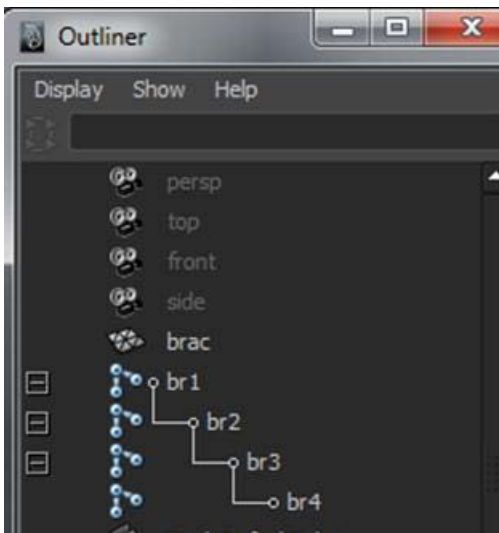 Outliner
Display Show Help
persp
top
front
side
brac
br1
br2
br3
br4